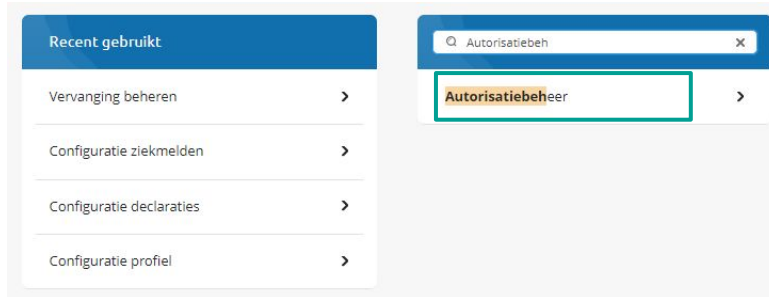 Recent gebruikt
Vervanging beheren
Configuratie ziekmelden
Configuratie declaraties
Configuratie profiel
Autorisatiebeh
Autorisatiebeheer